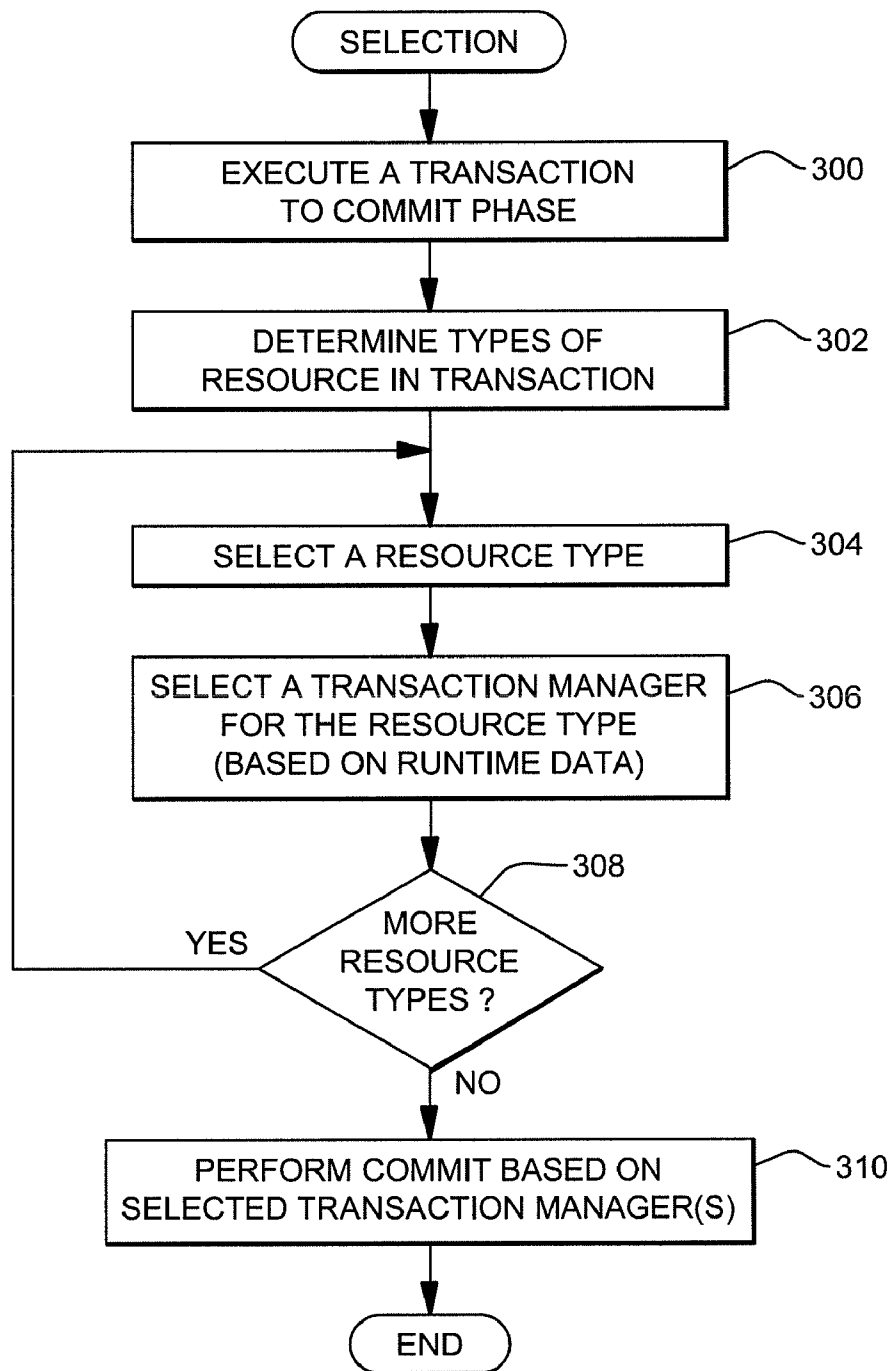 SELECTION
EXECUTE A TRANSACTION
TO COMMIT PHASE
300
DETERMINE TYPES OF
RESOURCE IN TRANSACTION
302
SELECT A RESOURCE TYPE
304
SELECT A TRANSACTION MANAGER
FOR THE RESOURCE TYPE
(BASED ON RUNTIME DATA)
306
308
MORE
RESOURCE
TYPES ?
YES
NO
PERFORM COMMIT BASED ON
SELECTED TRANSACTION MANAGER(S)
310
END